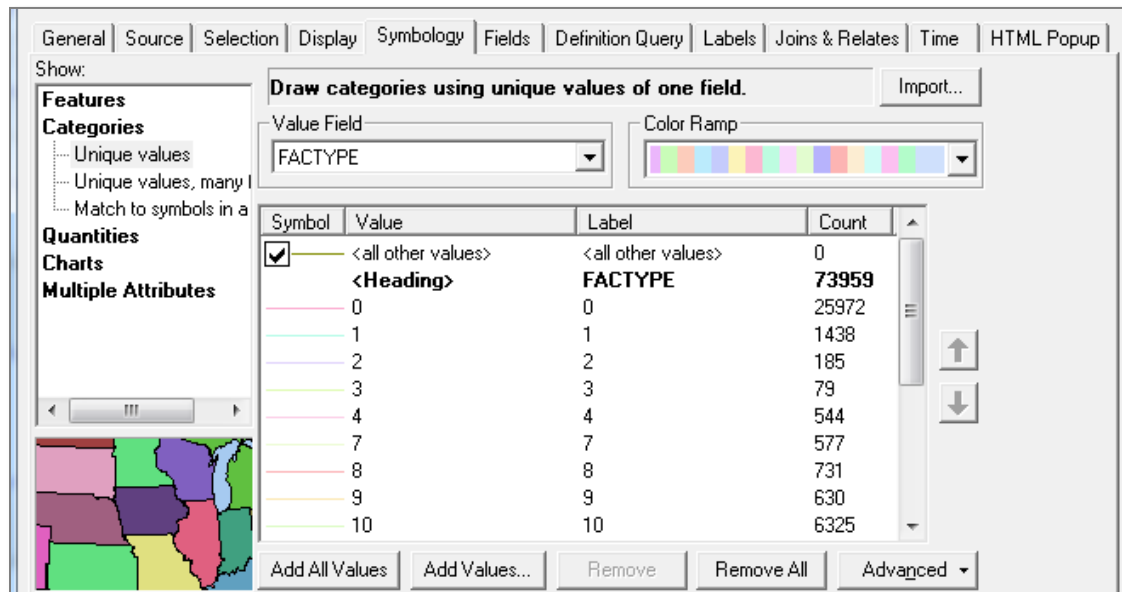 General Source Selection Display Symbology Fields Definition Query Labels Joins & Relates Time HTML Popup
Show:
Features
Categories
Unique values
Unique values, many
Match to symbols in a
Quantities
Charts
Multiple Attributes
Draw categories using unique values of one field.
Import...
Value Field
FACTYPE
Color Ramp
Symbol Value Label Count
<all other values> <all other values> 0
<Heading> FACTYPE 73959
0 0 25972
1 1 1438
2 2 185
3 3 79
4 4 544
7 7 577
8 8 731
9 9 630
10 10 6325
Add All Values Add Values... Remove Remove All Advanced